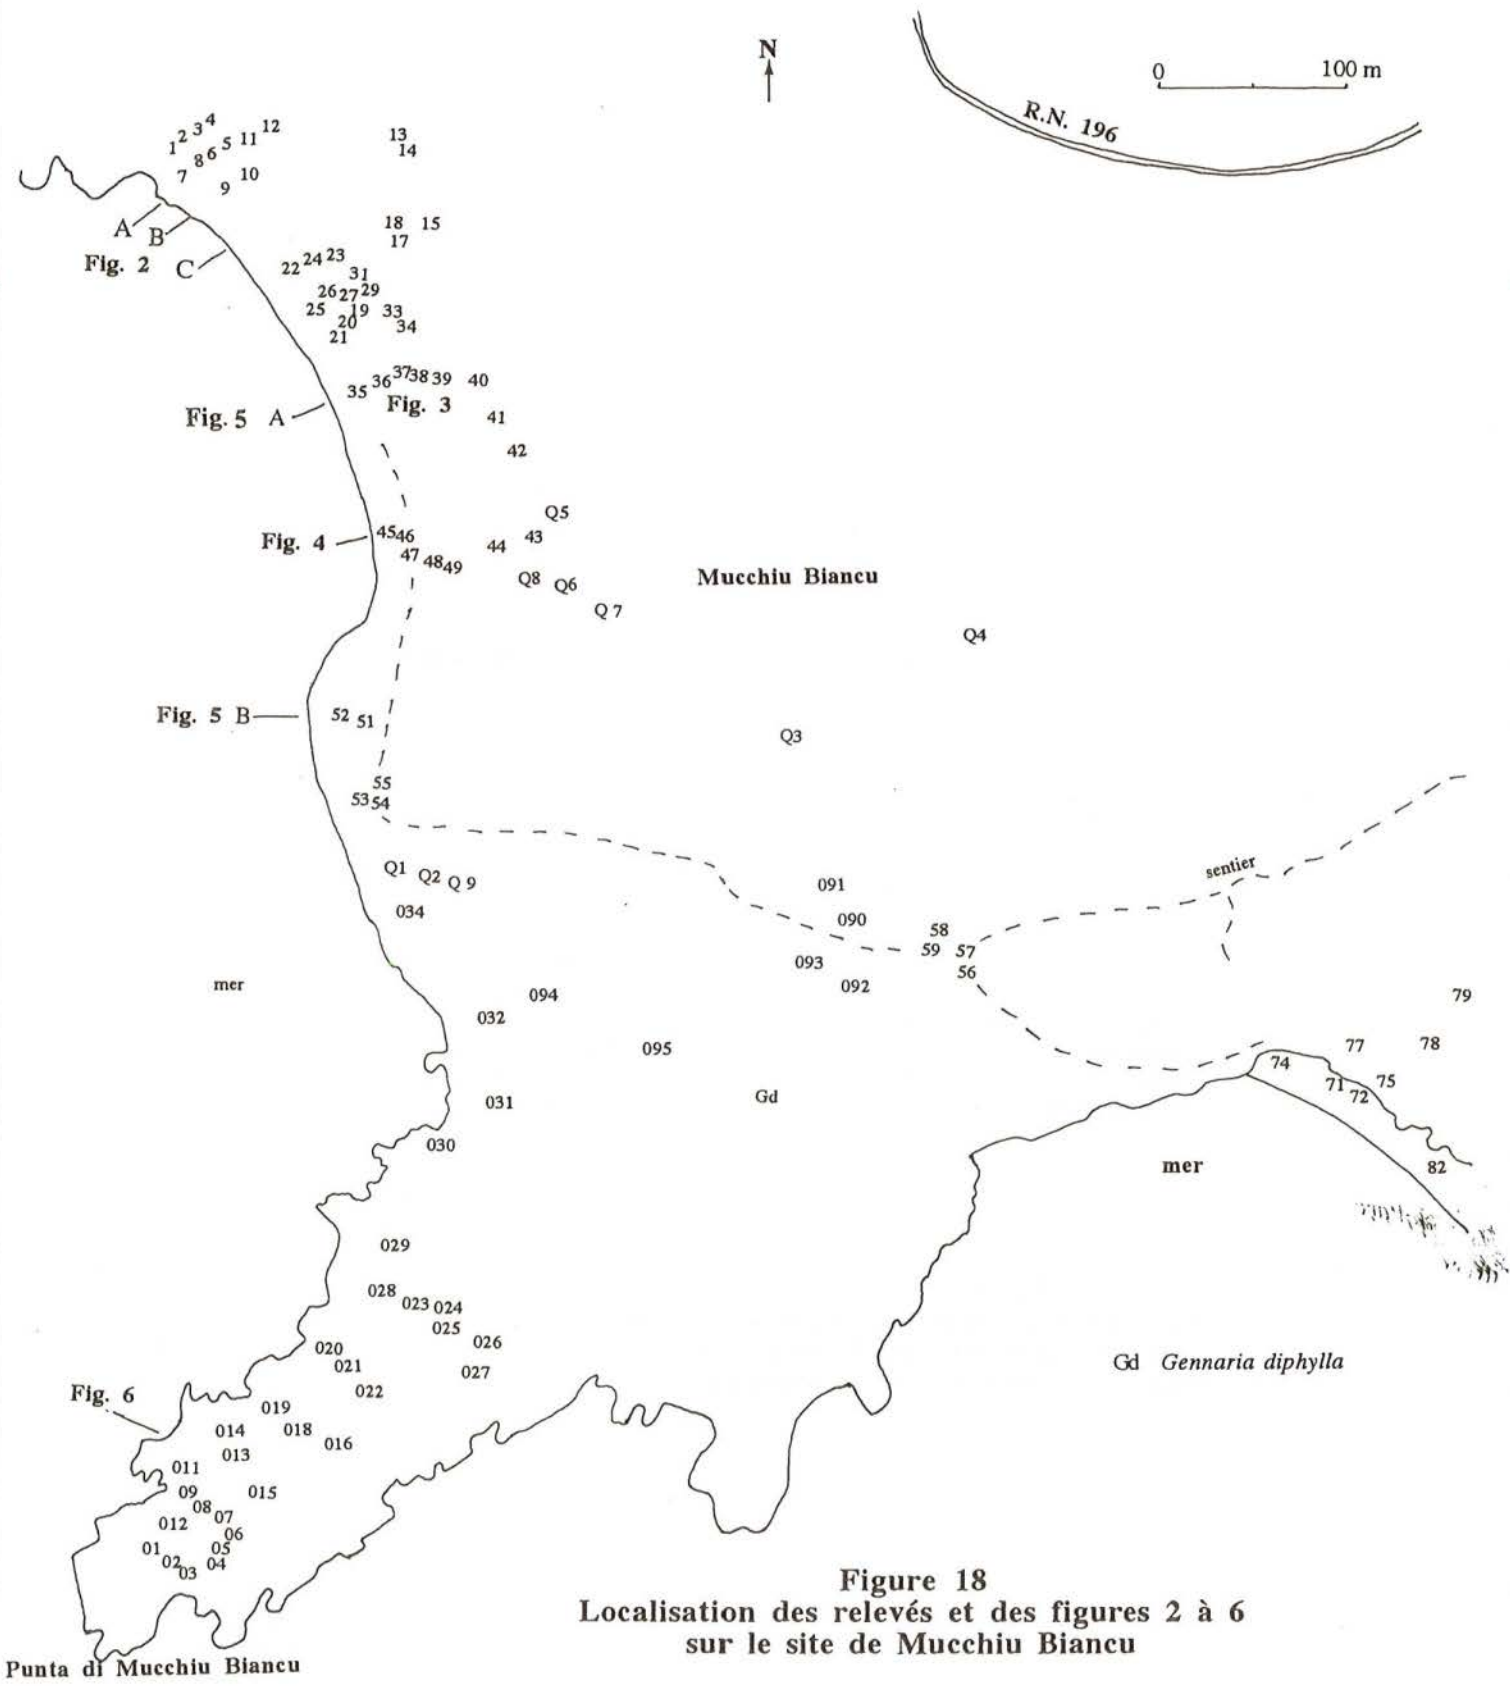 N
0 100 m
R.N. 196
1 2 3 4
8 6 5 11 12
7 9 10
13
14
A
B
Fig. 2 C
18 15
17
22 24 23
31
26 27 29
25 19 33
20 34
21
35 36 37 38 39 40
Fig. 5 A
Fig. 3
41
42
Q5
Fig. 4
45 46
47 48 49
44 43
Q8 Q6
Q 7
Mucchiu Biancu
Q4
Fig. 5 B
52 51
Q3
55
53 54
Q1 Q2 Q 9
034
sentier
091
090
58
59 57
56
093
092
mer
094
032
095
79
78
77
74
71 72 75
82
031
Gd
030
mer
029
028
023 024
025
026
027
020
021
022
Gd Gennaria diphylla
Fig. 6
019
014 018
016
013
011
09 015
08 07
012 06
01 05
02 03 04
Punta di Mucchiu Biancu
Figure 18
Localisation des relevés et des figures 2 à 6
sur le site de Mucchiu Biancu